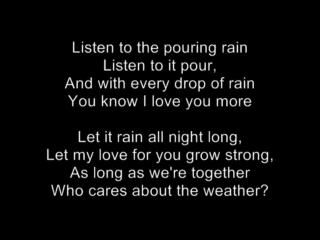 Listen to the pouring rain
Listen to it pour,
And with every drop of rain
You know I love you more
Let it rain all night long,
Let my love for you grow strong,
As long as we're together
Who cares about the weather?